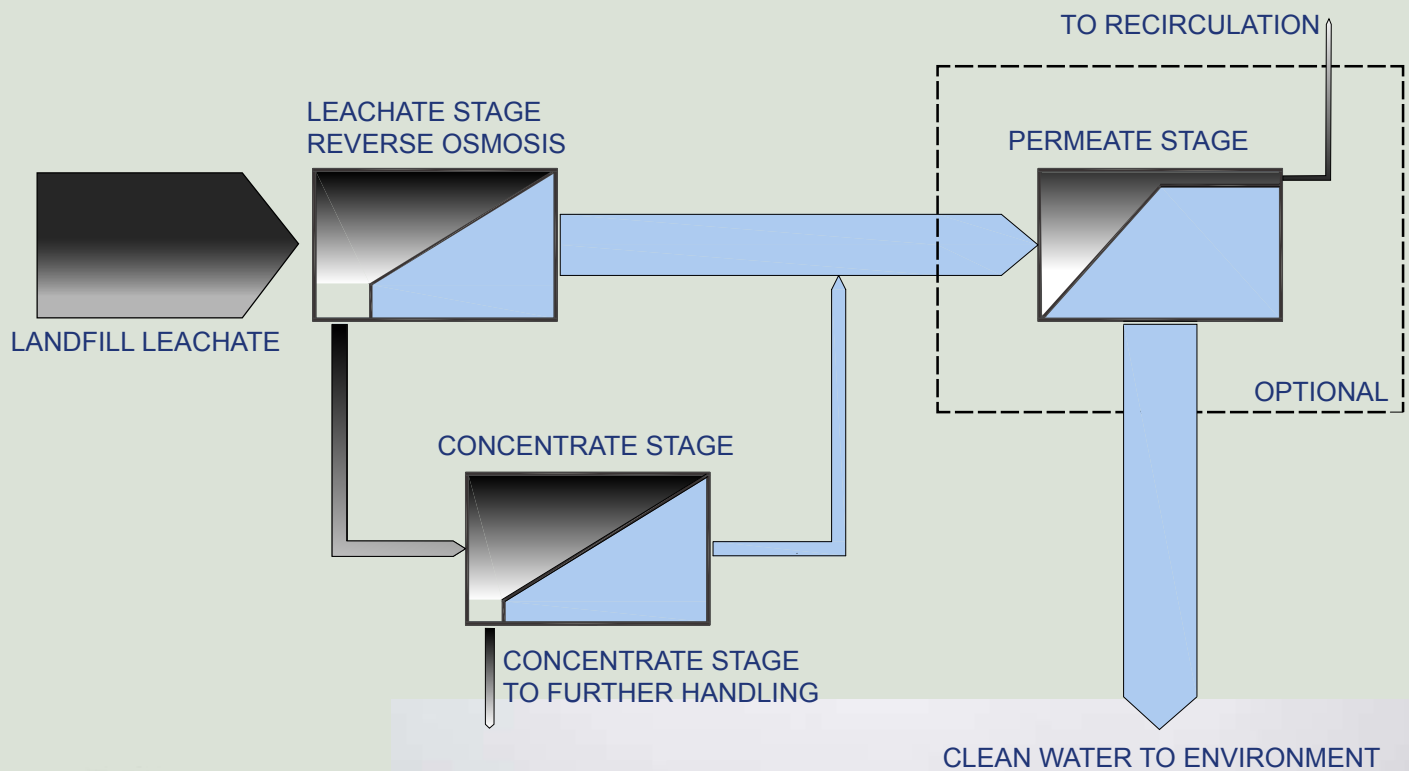 TO RECIRCULATION
LEACHATE STAGE
REVERSE OSMOSIS
PERMEATE STAGE
LANDFILL LEACHATE
OPTIONAL
CONCENTRATE STAGE
CONCENTRATE STAGE
TO FURTHER HANDLING
CLEAN WATER TO ENVIRONMENT